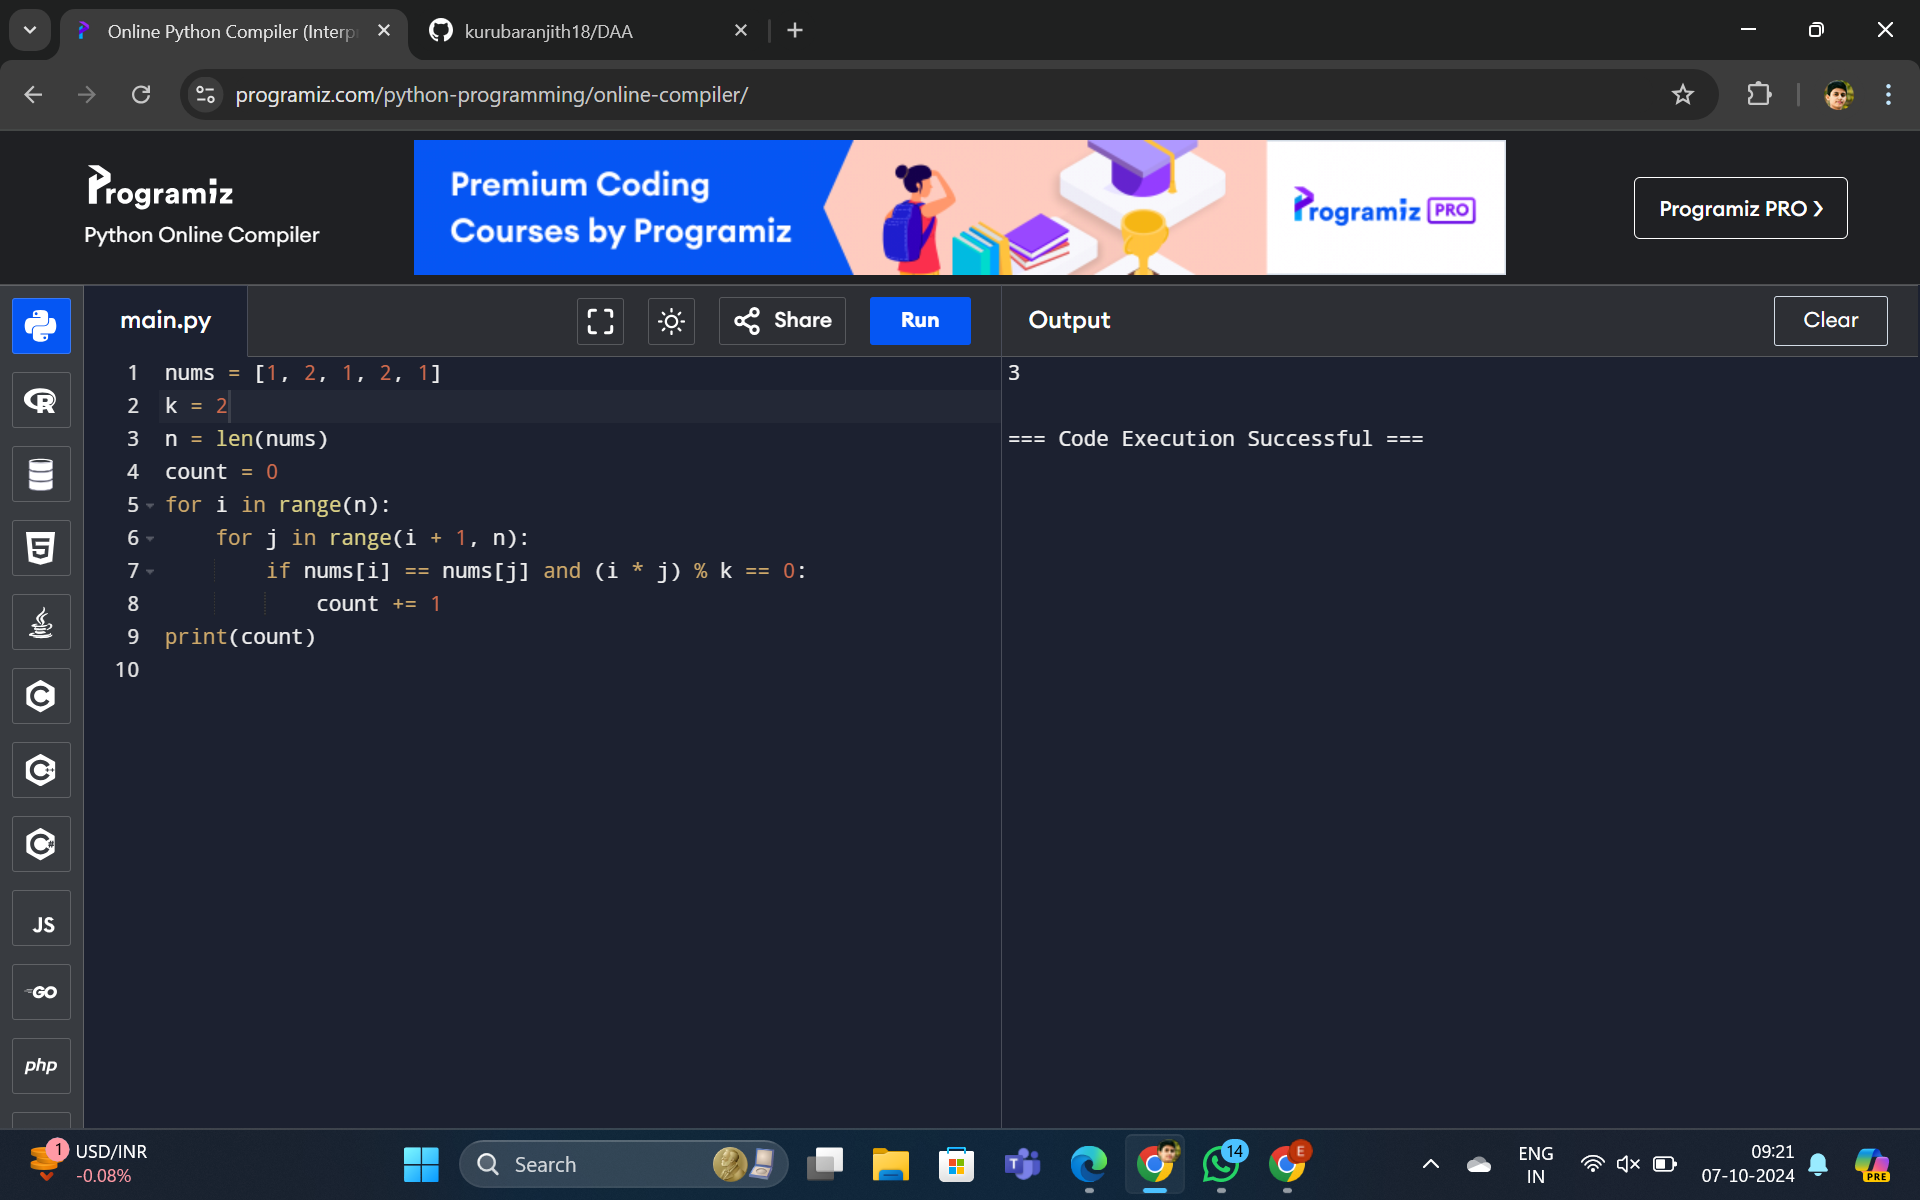 Online Python Compiler (Interp
kurubaranjith18/DAA
programiz.com/python-programming/online-compiler/
Programiz
Python Online Compiler
Premium Coding
Courses by Programiz
Programiz PRO
Programiz PRO
main.py
Share
Run
Output
Clear
1 nums = [1, 2, 1, 2, 1]
2 k = 2
3 n = len(nums)
4 count = 0
5 for i in range(n):
6 for j in range(i + 1, n):
7 if nums[i] == nums[j] and (i * j) % k == 0:
8 count += 1
9 print(count)
10
3
=== Code Execution Successful ===
R
5
C
C++
C#
JS
GO
php
1
USD/INR
-0.08%
Search
T
14
E
ENG
IN
09:21
07-10-2024
PRE